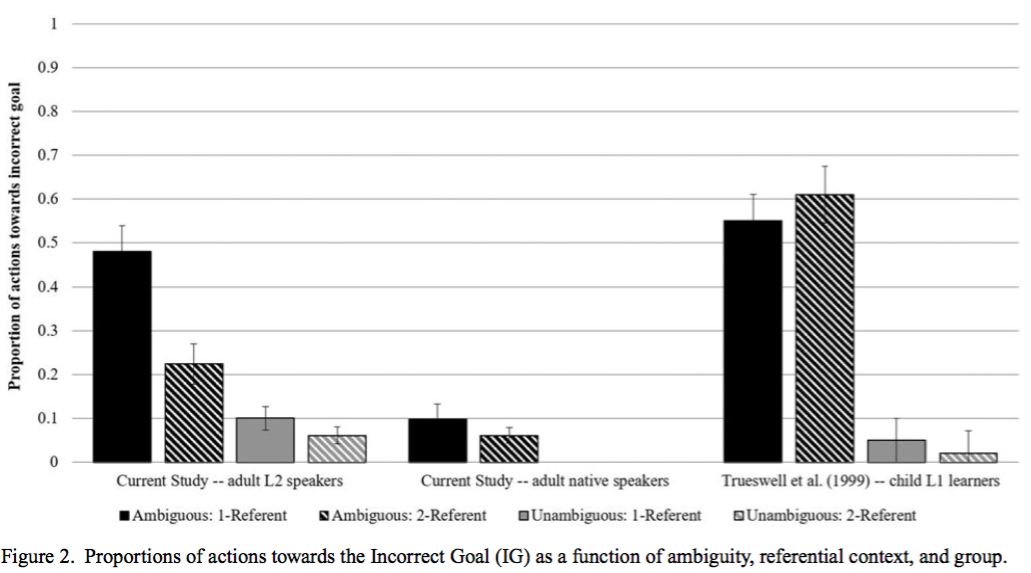 1
0.9
0.8
0.7
0.6
0.5
0.4
0.3
0.2
0.1
0
Proportion of actions towards incorrect goal
Current Study -- adult L2 speakers
Current Study -- adult native speakers
Trueswell et al. (1999) -- child L1 learners
Ambiguous: 1-Referent
Ambiguous: 2-Referent
Unambiguous: 1-Referent
Unambiguous: 2-Referent
Figure 2. Proportions of actions towards the Incorrect Goal (IG) as a function of ambiguity, referential context, and group.